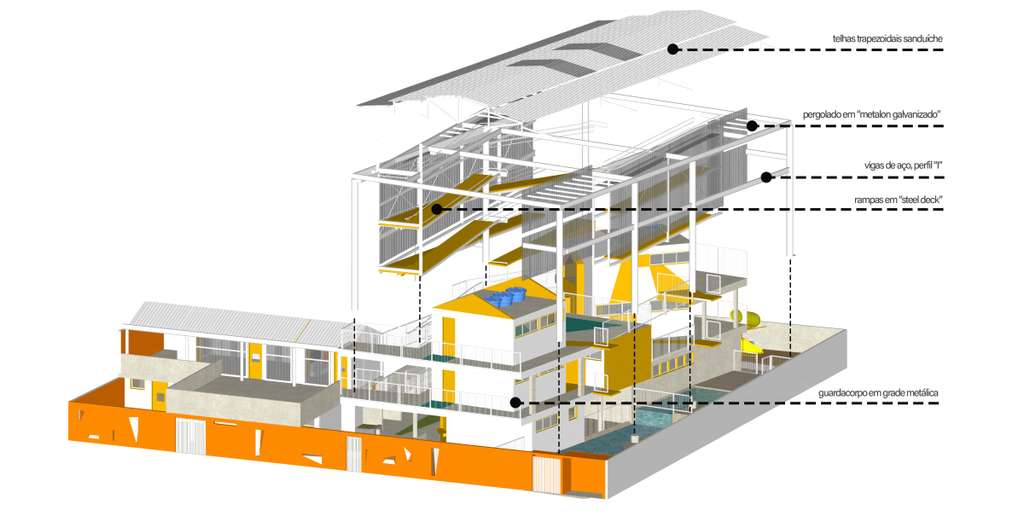 telhas trapezoidais sanduíche
pergolado em "metalon galvanizado"
vigas de aço, perfil "I"
rampas em "steel deck"
guardacorpo em grade metálica